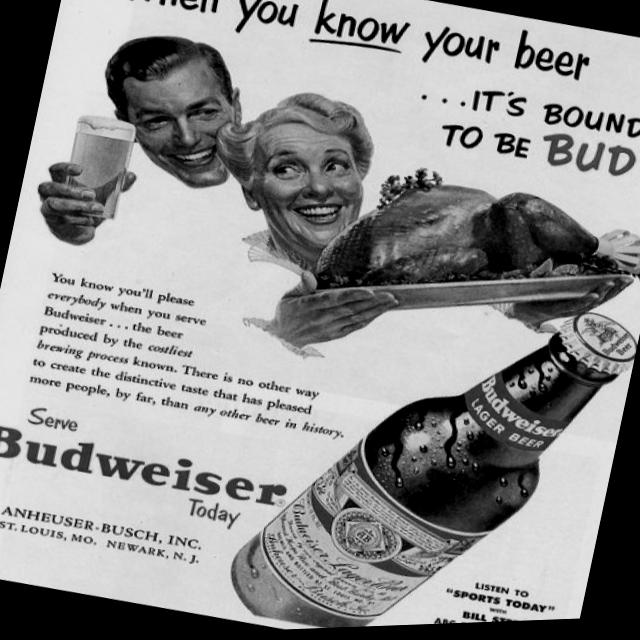 When you know your beer
...IT'S BOUND
TO BE BUD
You know you'll please
everybody when you serve
Budweiser... the beer
produced by the costliest
brewing process known. There is no other way
to create the distinctive taste that has pleased
more people, by far, than any other beer in history.
Serve
Budweiser
Today
ANHEUSER-BUSCH, INC.
ST. LOUIS, MO. NEWARK, N. J.
Budweiser
LAGER BEER
LISTEN TO
"SPORTS TODAY"
WITH
BILL